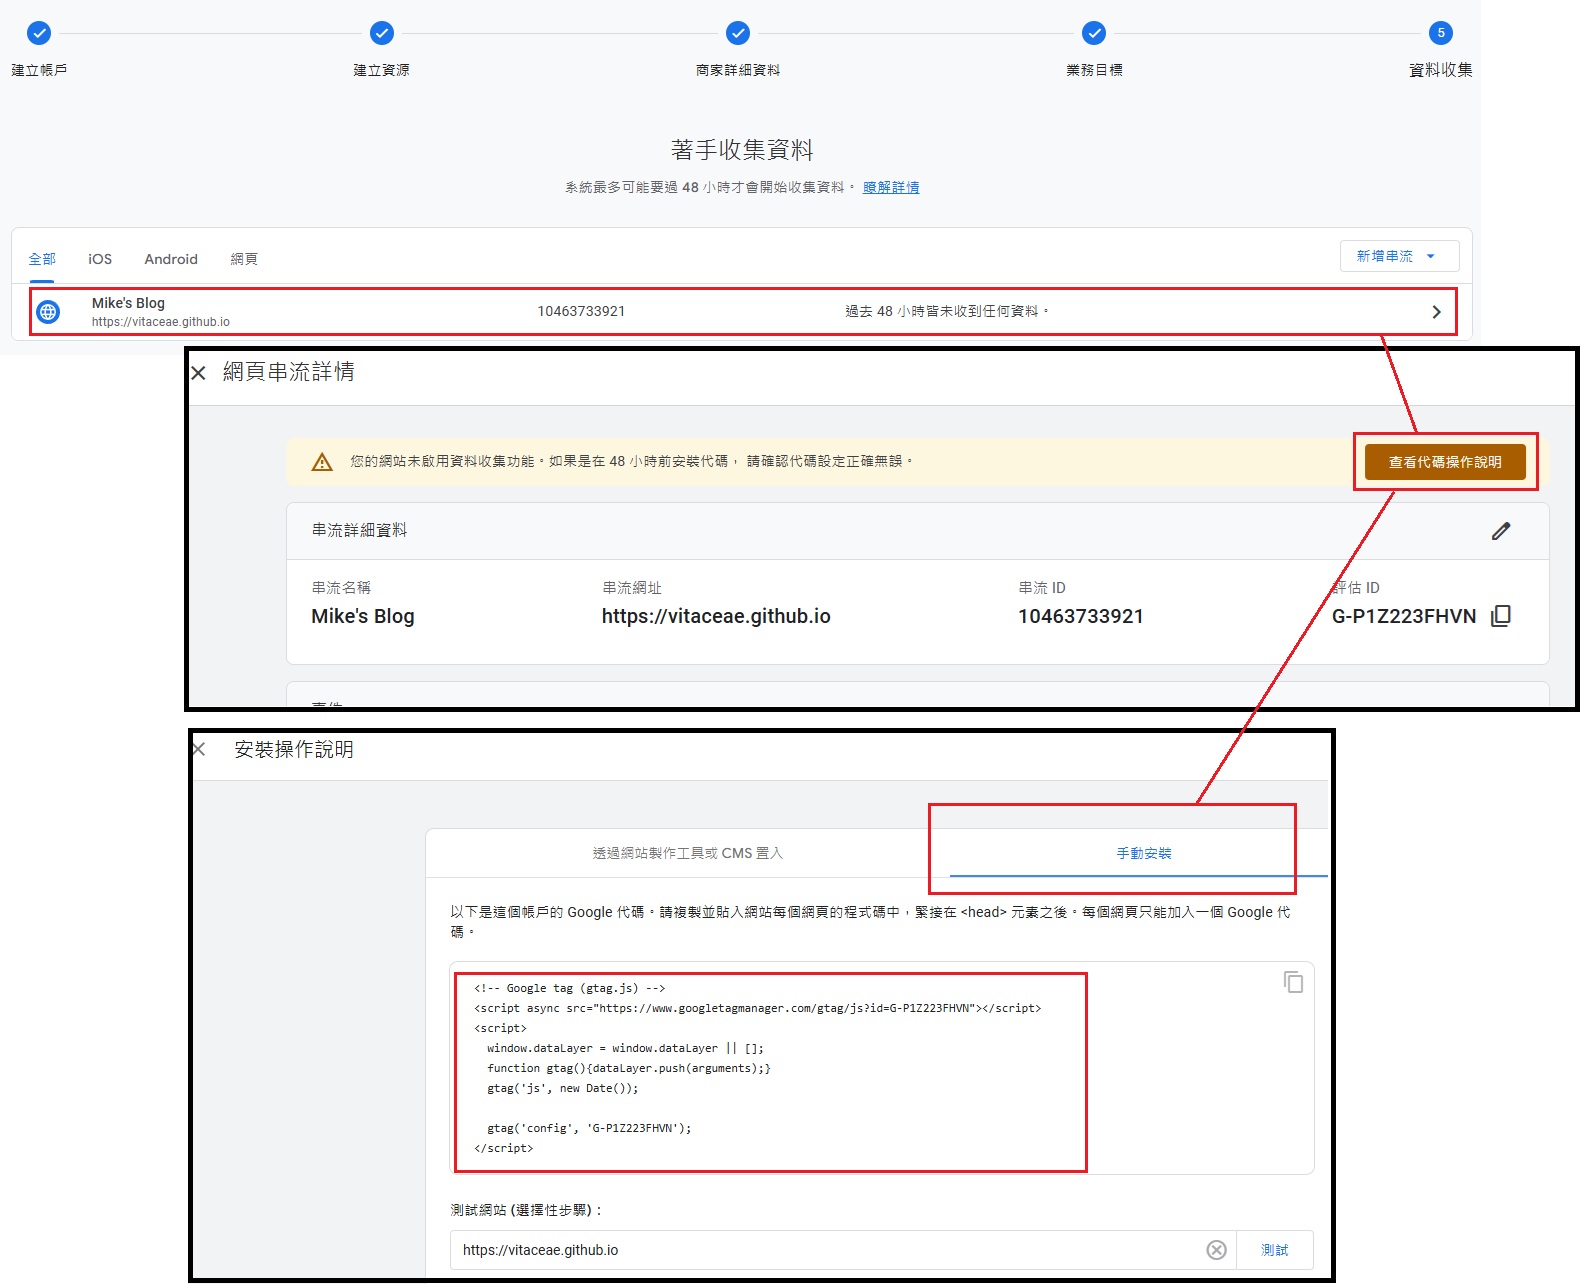 5
建立帳戶
建立資源
商家詳細資料
業務目標
資料收集
著手收集資料
系統最多可能要過 48 小時才會開始收集資料。 瞭解詳情
全部
iOS
Android
網頁
新增串流
Mike's Blog
https://vitaceae.github.io
10463733921
過去 48 小時皆未收到任何資料。
網頁串流詳情
您的網站未啟用資料收集功能。如果是在 48 小時前安裝代碼， 請確認代碼設定正確無誤。
查看代碼操作說明
串流詳細資料
串流名稱
Mike's Blog
串流網址
https://vitaceae.github.io
串流 ID
10463733921
評估 ID
G-P1Z223FHVN
安裝操作說明
透過網站製作工具或 CMS 置入
手動安裝
以下是這個帳戶的 Google 代碼。請複製並貼入網站每個網頁的程式碼中，緊接在 <head> 元素之後。每個網頁只能加入一個 Google 代
碼。
<!-- Google tag (gtag.js) -->
<script async src="https://www.googletagmanager.com/gtag/js?id=G-P1Z223FHVN"></script>
<script>
window.dataLayer = window.dataLayer || [];
function gtag(){dataLayer.push(arguments);}
gtag('js', new Date());
gtag('config', 'G-P1Z223FHVN');
</script>
測試網站 (選擇性步驟)：
https://vitaceae.github.io
測試